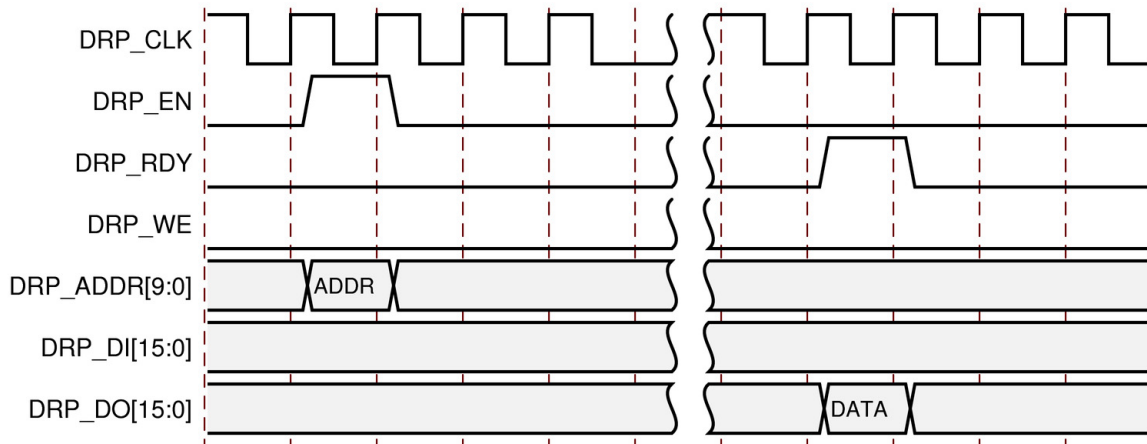 DRP_CLK
DRP_EN
DRP_RDY
DRP_WE
DRP_ADDR[9:0] ADDR
DRP_DI[15:0]
DRP_DO[15:0] DATA